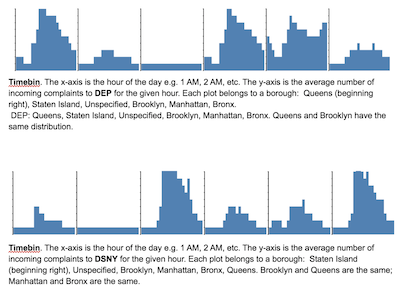 Timebin. The x-axis is the hour of the day e.g. 1 AM, 2 AM, etc. The y-axis is the average number of
incoming complaints to DEP for the given hour. Each plot belongs to a borough: Queens (beginning
right), Staten Island, Unspecified, Brooklyn, Manhattan, Bronx.
DEP: Queens, Staten Island, Unspecified, Brooklyn, Manhattan, Bronx. Queens and Brooklyn have the
same distribution.
Timebin. The x-axis is the hour of the day e.g. 1 AM, 2 AM, etc. The y-axis is the average number of
incoming complaints to DSNY for the given hour. Each plot belongs to a borough: Staten Island
(beginning right), Unspecified, Brooklyn, Manhattan, Bronx, Queens. Brooklyn and Queens are the same;
Manhattan and Bronx are the same.